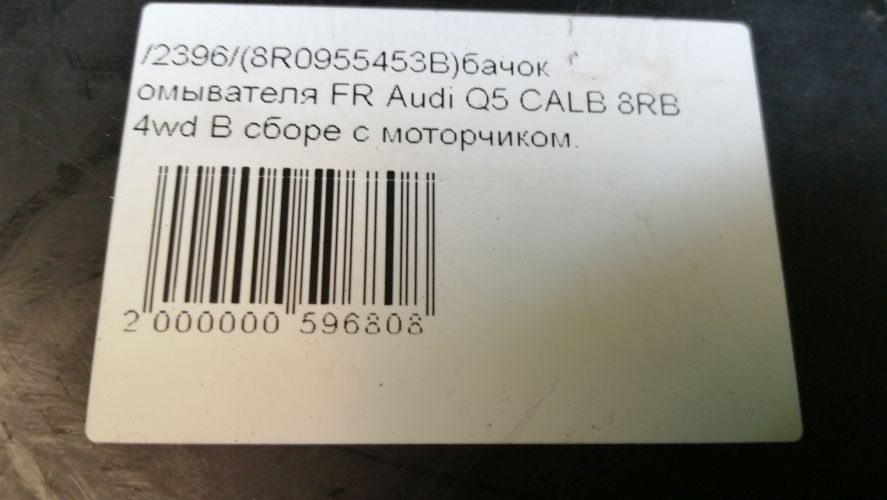 /2396/(8R0955453B)бачок
омывателя FR Audi Q5 CALB 8RB
4wd В сборе с моторчиком.
2 000000 596808